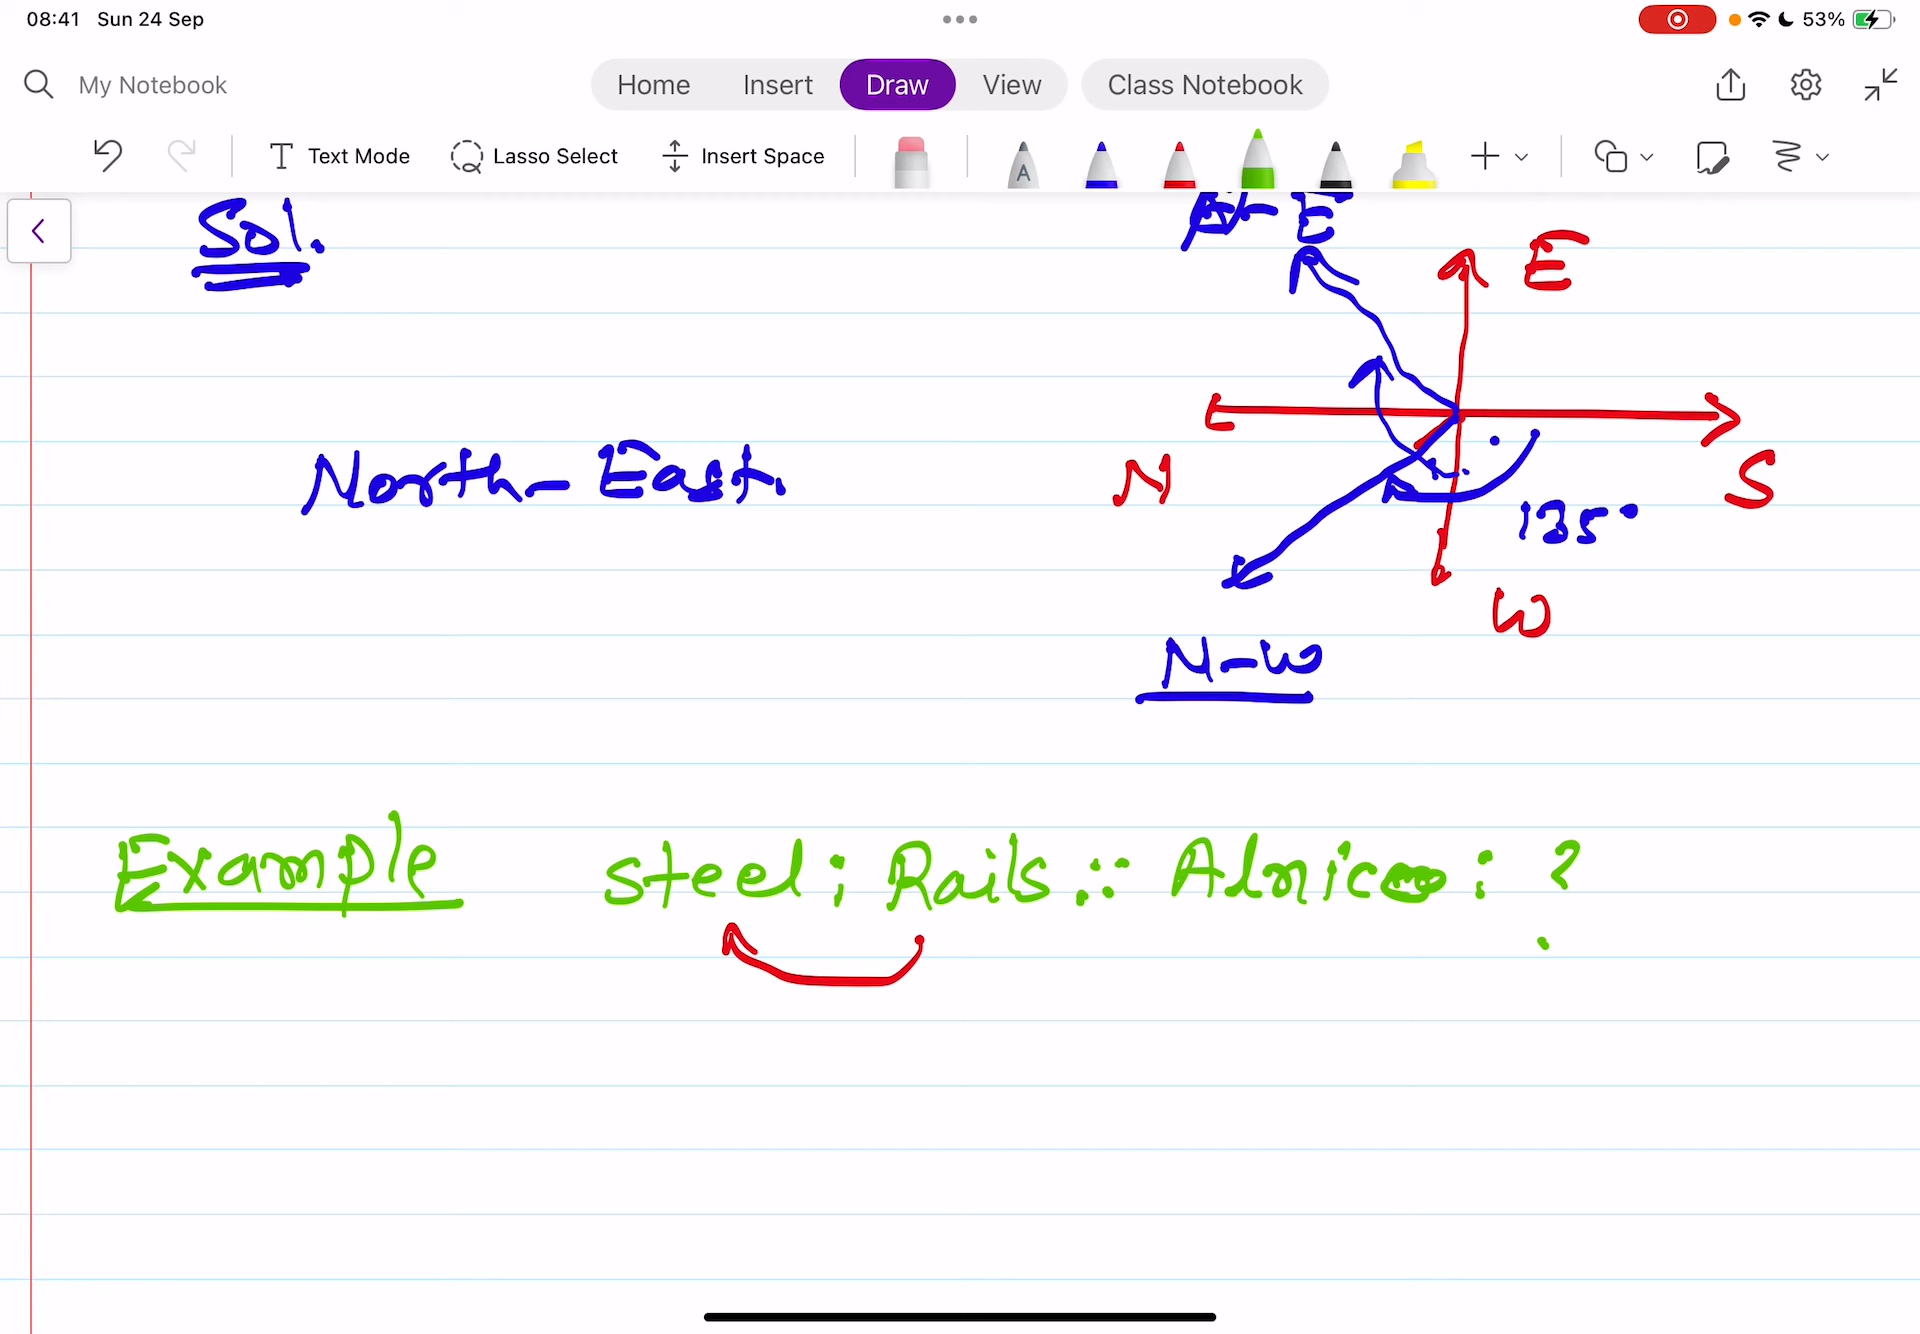 08:41 Sun 24 Sep
53%
My Notebook
Home Insert Draw View Class Notebook
Text Mode Lasso Select Insert Space
A
Sol.
N-E
E
North-East.
N
S
135°
W
N-W
Example steel : Rails :: Alnico : ?